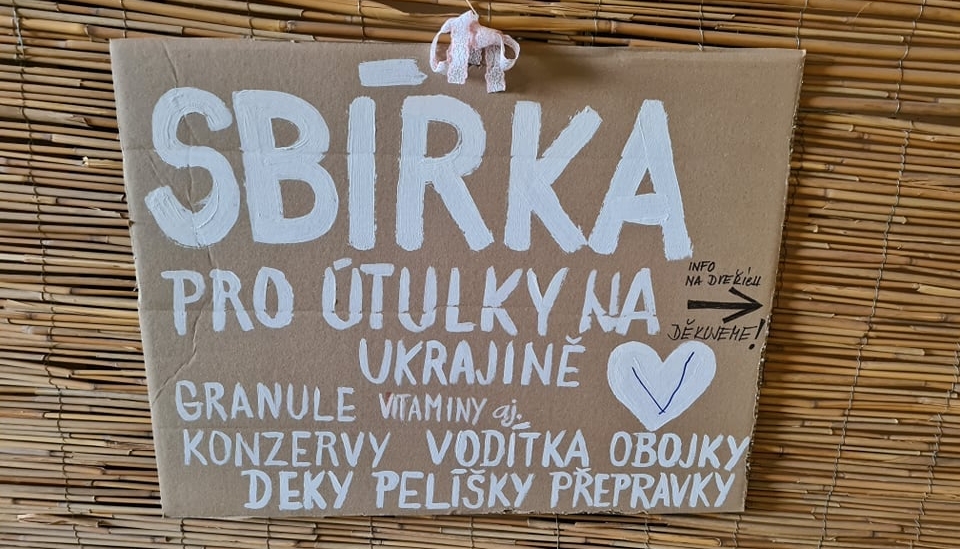 SBÍRKA
PRO ÚTULKY NA
INFO
NA DVEŘÍCH
DĚKUJEME!
UKRAJINĚ
V
GRANULE VITAMINY aj.
KONZERVY VODÍTKA OBOJKY
DEKY PELÍŠKY PŘEPRAVKY